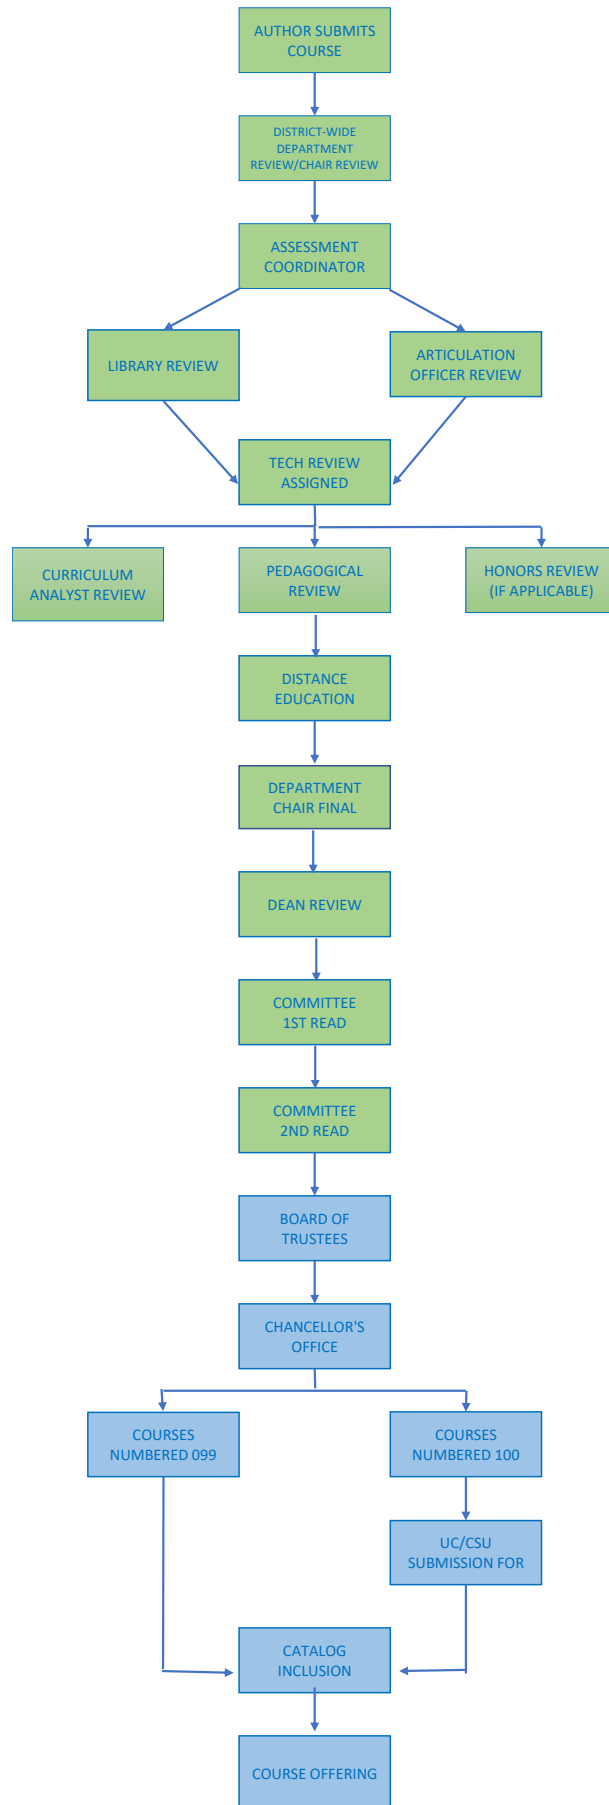 AUTHOR SUBMITS
COURSE
DISTRICT-WIDE
DEPARTMENT
REVIEW/CHAIR REVIEW
ASSESSMENT
COORDINATOR
LIBRARY REVIEW
ARTICULATION
OFFICER REVIEW
TECH REVIEW
ASSIGNED
CURRICULUM
ANALYST REVIEW
PEDAGOGICAL
REVIEW
HONORS REVIEW
(IF APPLICABLE)
DISTANCE
EDUCATION
DEPARTMENT
CHAIR FINAL
DEAN REVIEW
COMMITTEE
1ST READ
COMMITTEE
2ND READ
BOARD OF
TRUSTEES
CHANCELLOR'S
OFFICE
COURSES
NUMBERED 099
COURSES
NUMBERED 100
UC/CSU
SUBMISSION FOR
CATALOG
INCLUSION
COURSE OFFERING